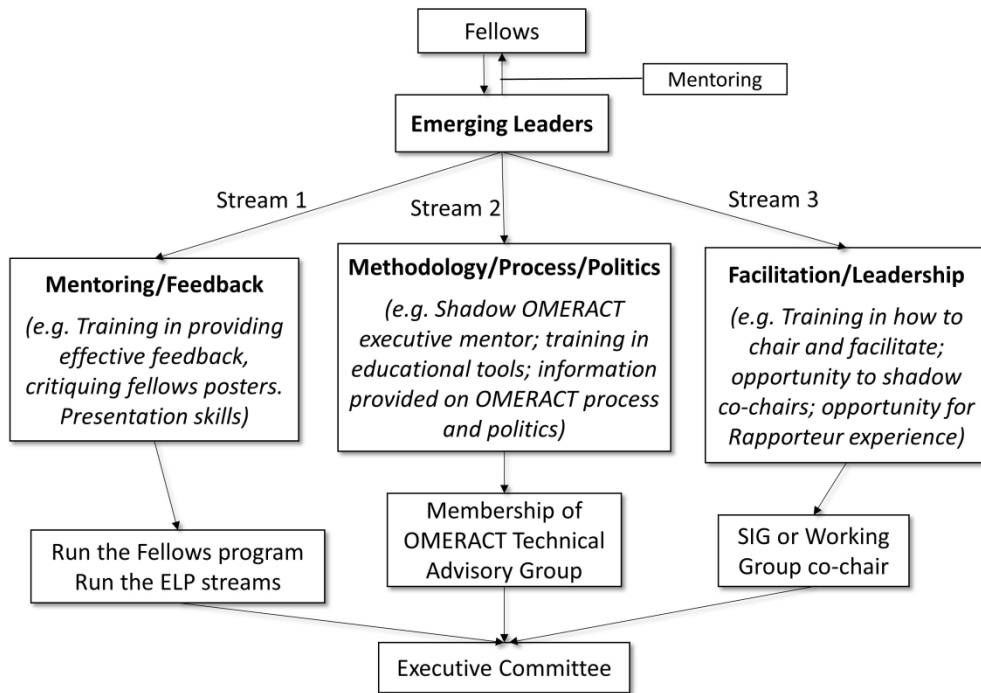 Fellows
Mentoring
Emerging Leaders
Stream 1
Stream 2
Stream 3
Mentoring/Feedback
(e.g. Training in providing
effective feedback,
critiquing fellows posters.
Presentation skills)
Methodology/Process/Politics
(e.g. Shadow OMERACT
executive mentor; training in
educational tools; information
provided on OMERACT process
and politics)
Facilitation/Leadership
(e.g. Training in how to
chair and facilitate;
opportunity to shadow
co-chairs; opportunity for
Rapporteur experience)
Run the Fellows program
Run the ELP streams
Membership of
OMERACT Technical
Advisory Group
SIG or Working
Group co-chair
Executive Committee